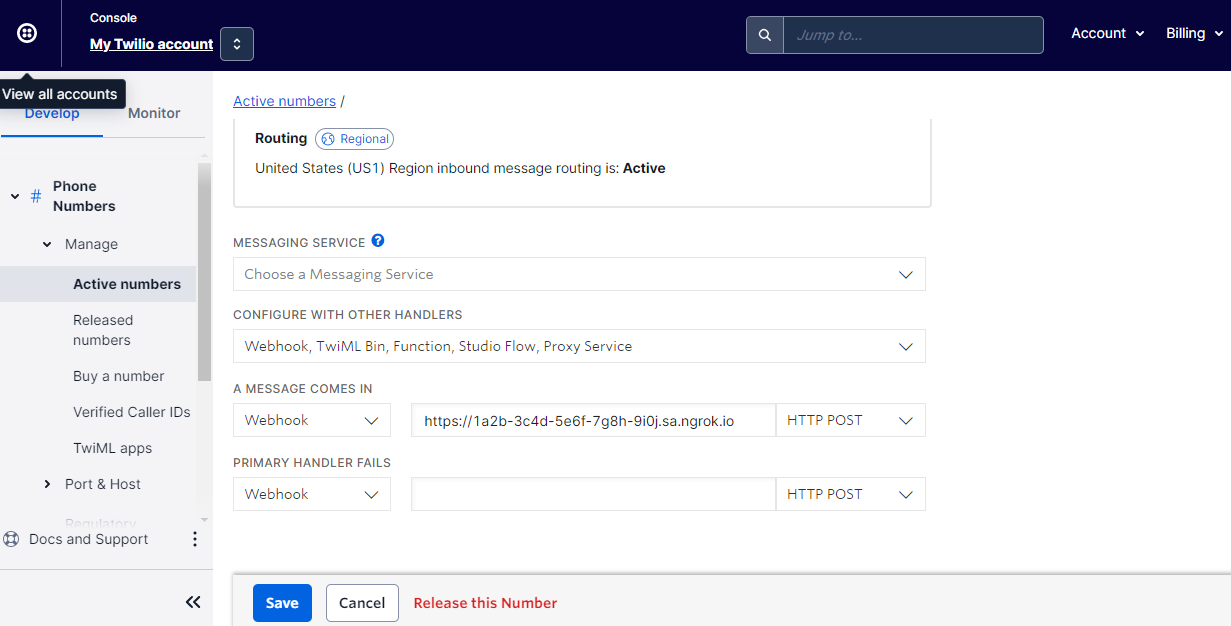 Console
My Twilio account
Jump to...
Account
Billing
View all accounts
Develop
Monitor
Phone
Numbers
Manage
Active numbers
Released
numbers
Buy a number
Verified Caller IDs
TwiML apps
Port & Host
Regulatory
Docs and Support
Active numbers /
Routing Regional
United States (US1) Region inbound message routing is: Active
MESSAGING SERVICE ?
Choose a Messaging Service
CONFIGURE WITH OTHER HANDLERS
Webhook, TwiML Bin, Function, Studio Flow, Proxy Service
A MESSAGE COMES IN
Webhook https://1a2b-3c4d-5e6f-7g8h-9i0j.sa.ngrok.io HTTP POST
PRIMARY HANDLER FAILS
Webhook HTTP POST
Save Cancel Release this Number